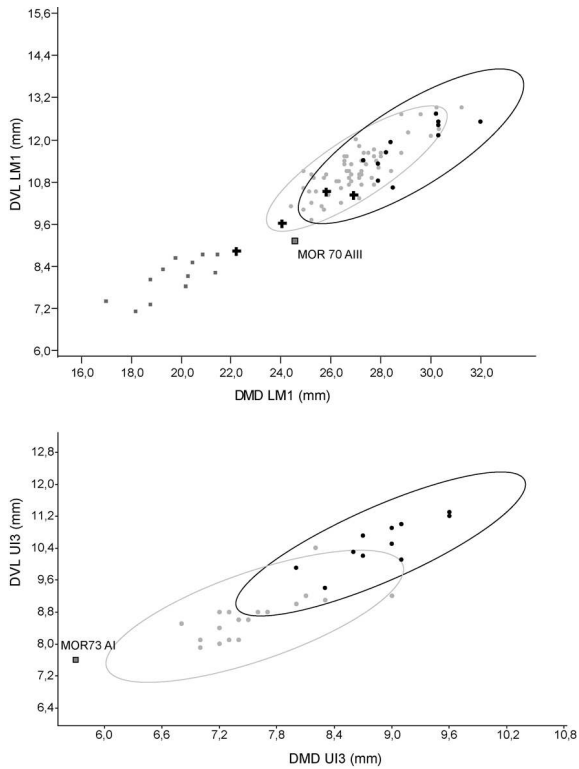 15,6
14,4
13,2
12,0
10,8
9,6
8,4
7,2
6,0
DVL LM1 (mm)
MOR 70 AIII
16,0 18,0 20,0 22,0 24,0 26,0 28,0 30,0 32,0
DMD LM1 (mm)
12,8
12,0
11,2
10,4
9,6
8,8
8,0
7,2
6,4
DVL UI3 (mm)
MOR73 AI
6,0 6,6 7,2 7,8 8,4 9,0 9,6 10,2 10,8
DMD UI3 (mm)